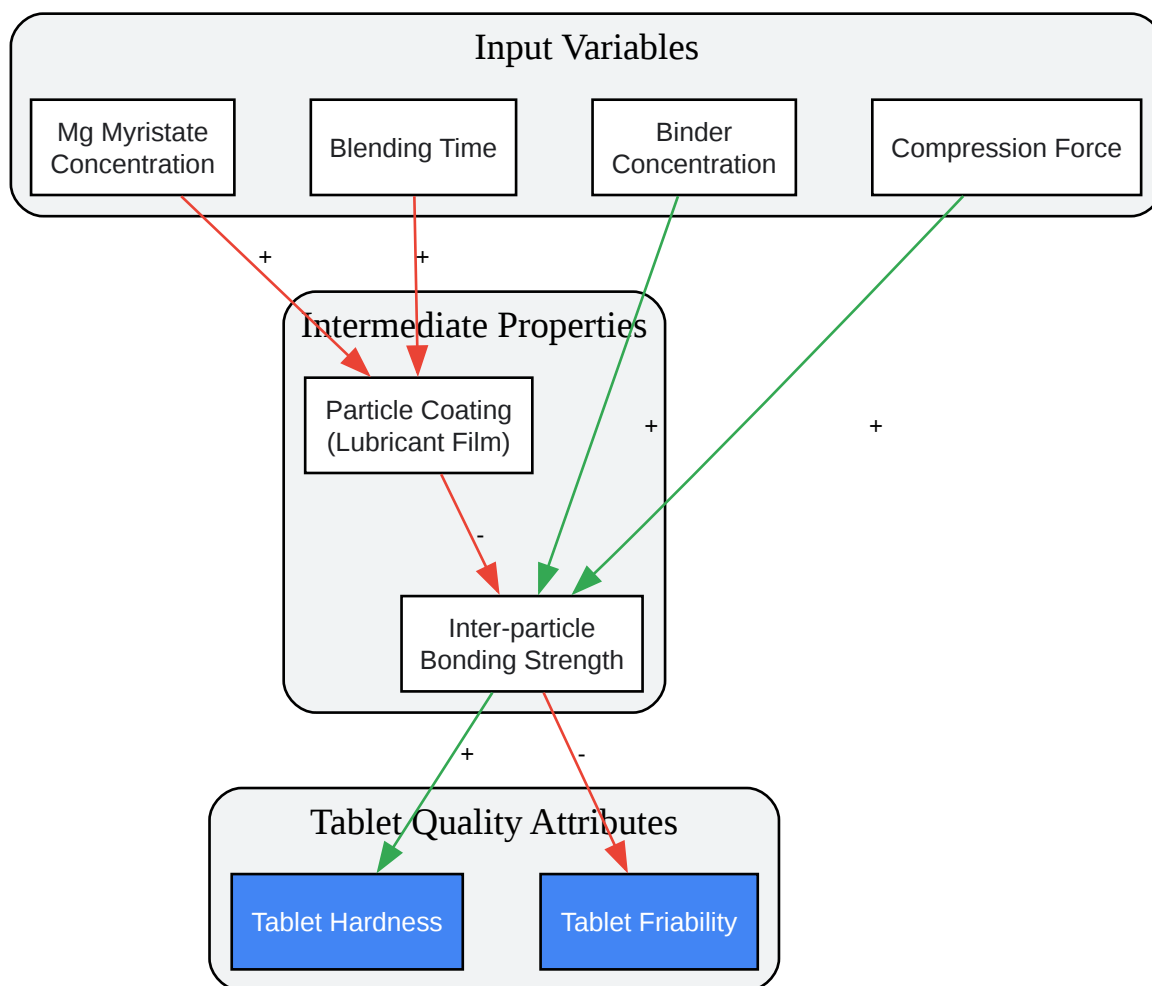 Input Variables
Mg Myristate
Concentration
Blending Time
Binder
Concentration
Compression Force
+
+
Intermediate Properties
Particle Coating
(Lubricant Film)
+
+
-
Inter-particle
Bonding Strength
+
-
Tablet Quality Attributes
Tablet Hardness
Tablet Friability